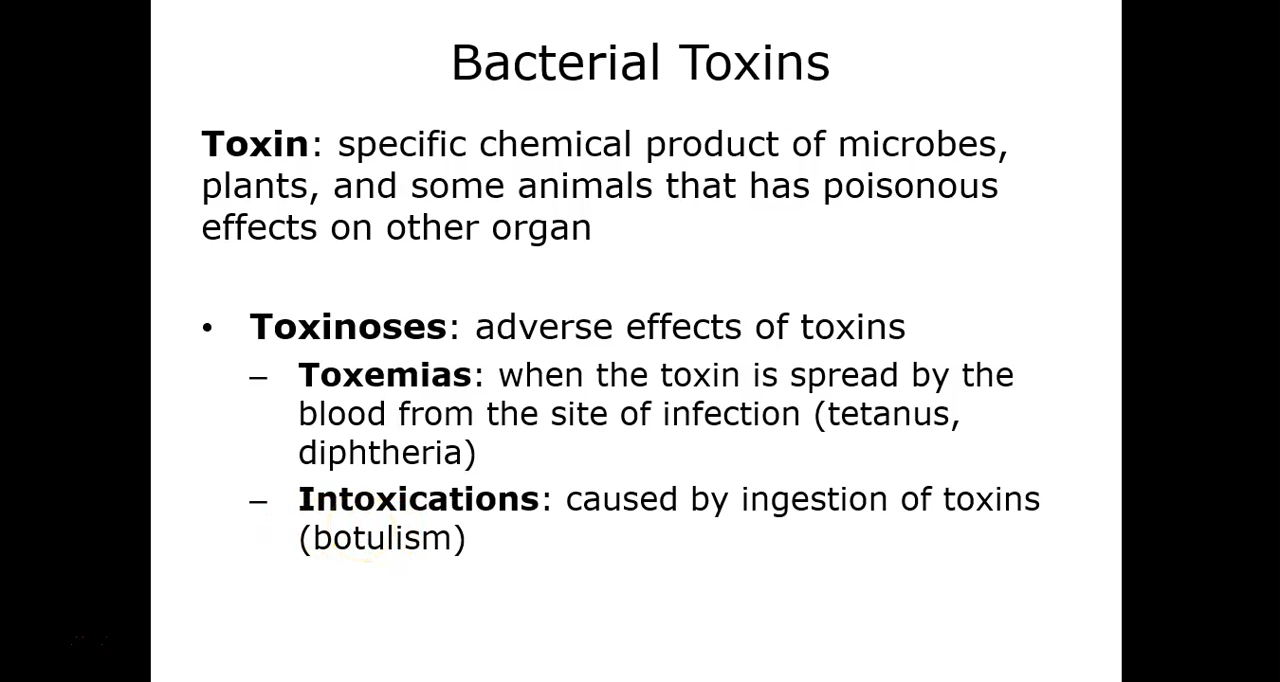 Bacterial Toxins
Toxin: specific chemical product of microbes,
plants, and some animals that has poisonous
effects on other organ
• Toxinoses: adverse effects of toxins
– Toxemias: when the toxin is spread by the
blood from the site of infection (tetanus,
diphtheria)
– Intoxications: caused by ingestion of toxins
(botulism)